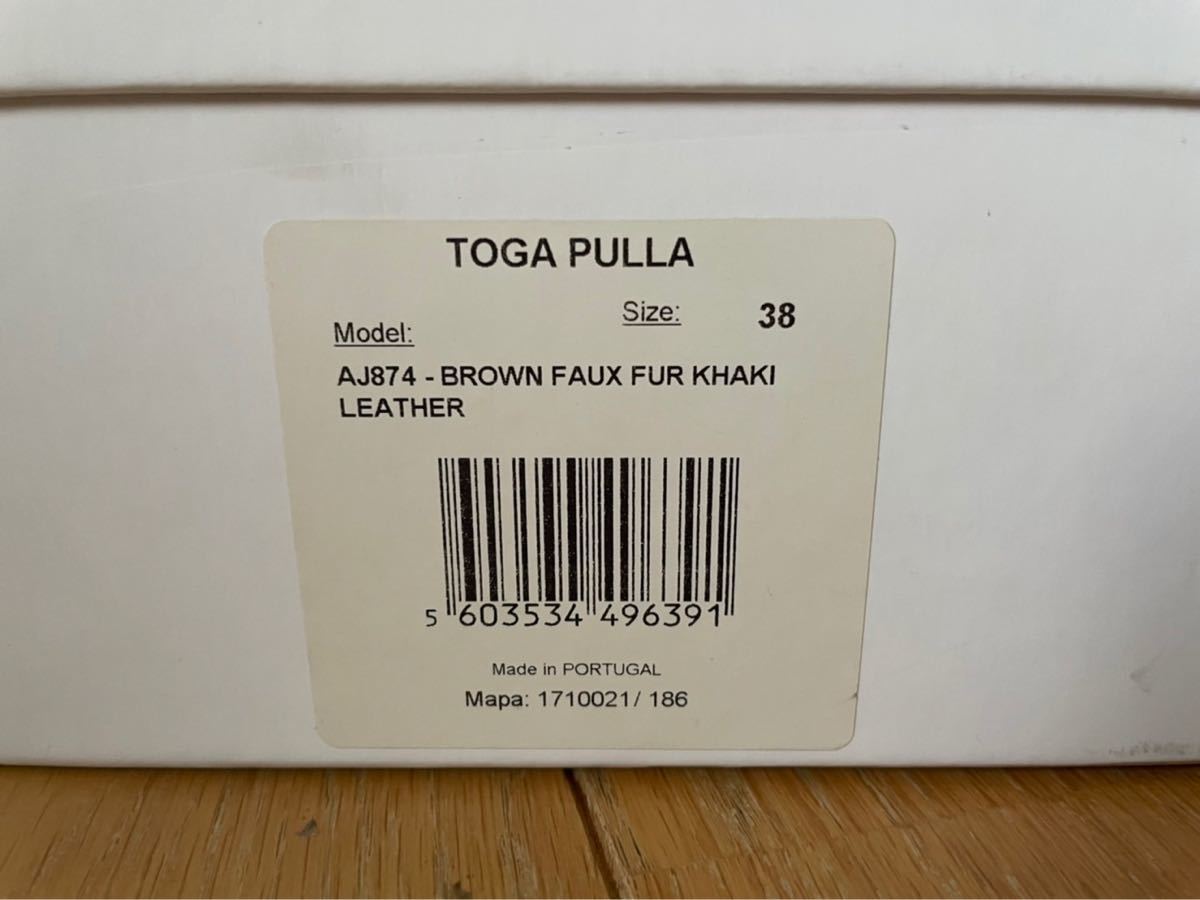 TOGA PULLA
Size: 38
Model:
AJ874 - BROWN FAUX FUR KHAKI
LEATHER
5 603534 496391
Made in PORTUGAL
Mapa: 1710021/ 186